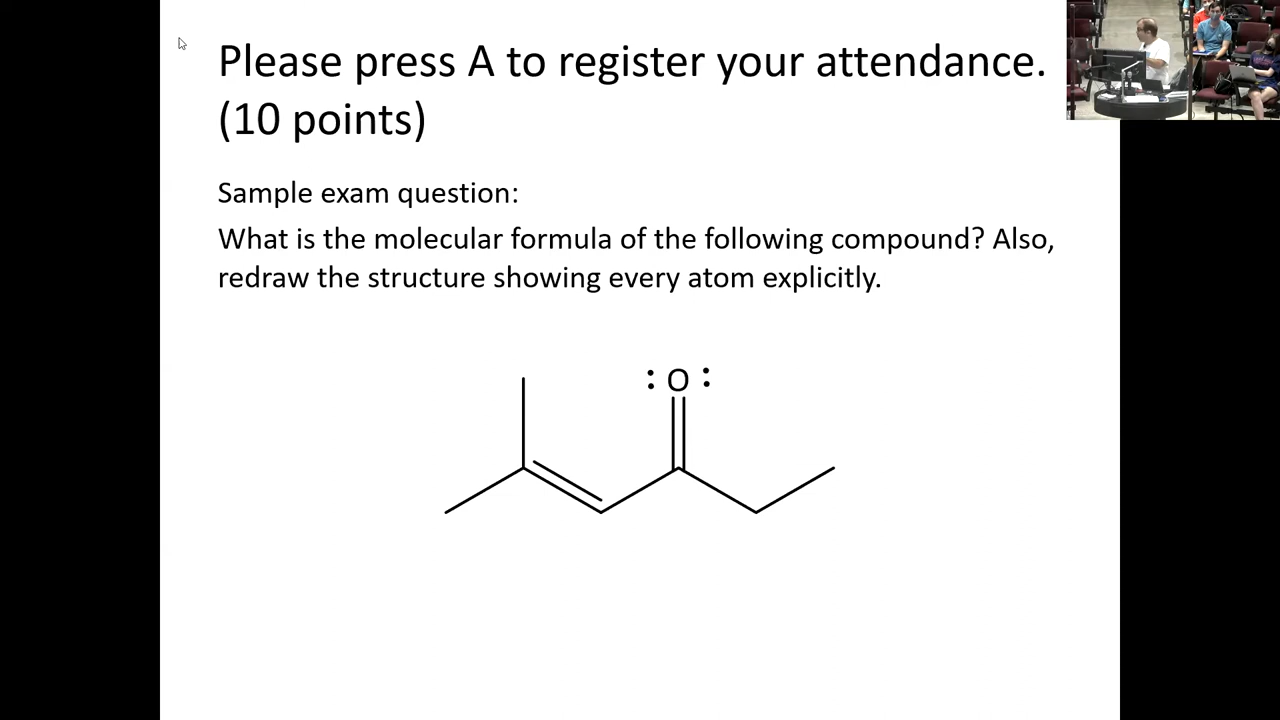 Please press A to register your attendance.
(10 points)
Sample exam question:
What is the molecular formula of the following compound? Also,
redraw the structure showing every atom explicitly.
:O: